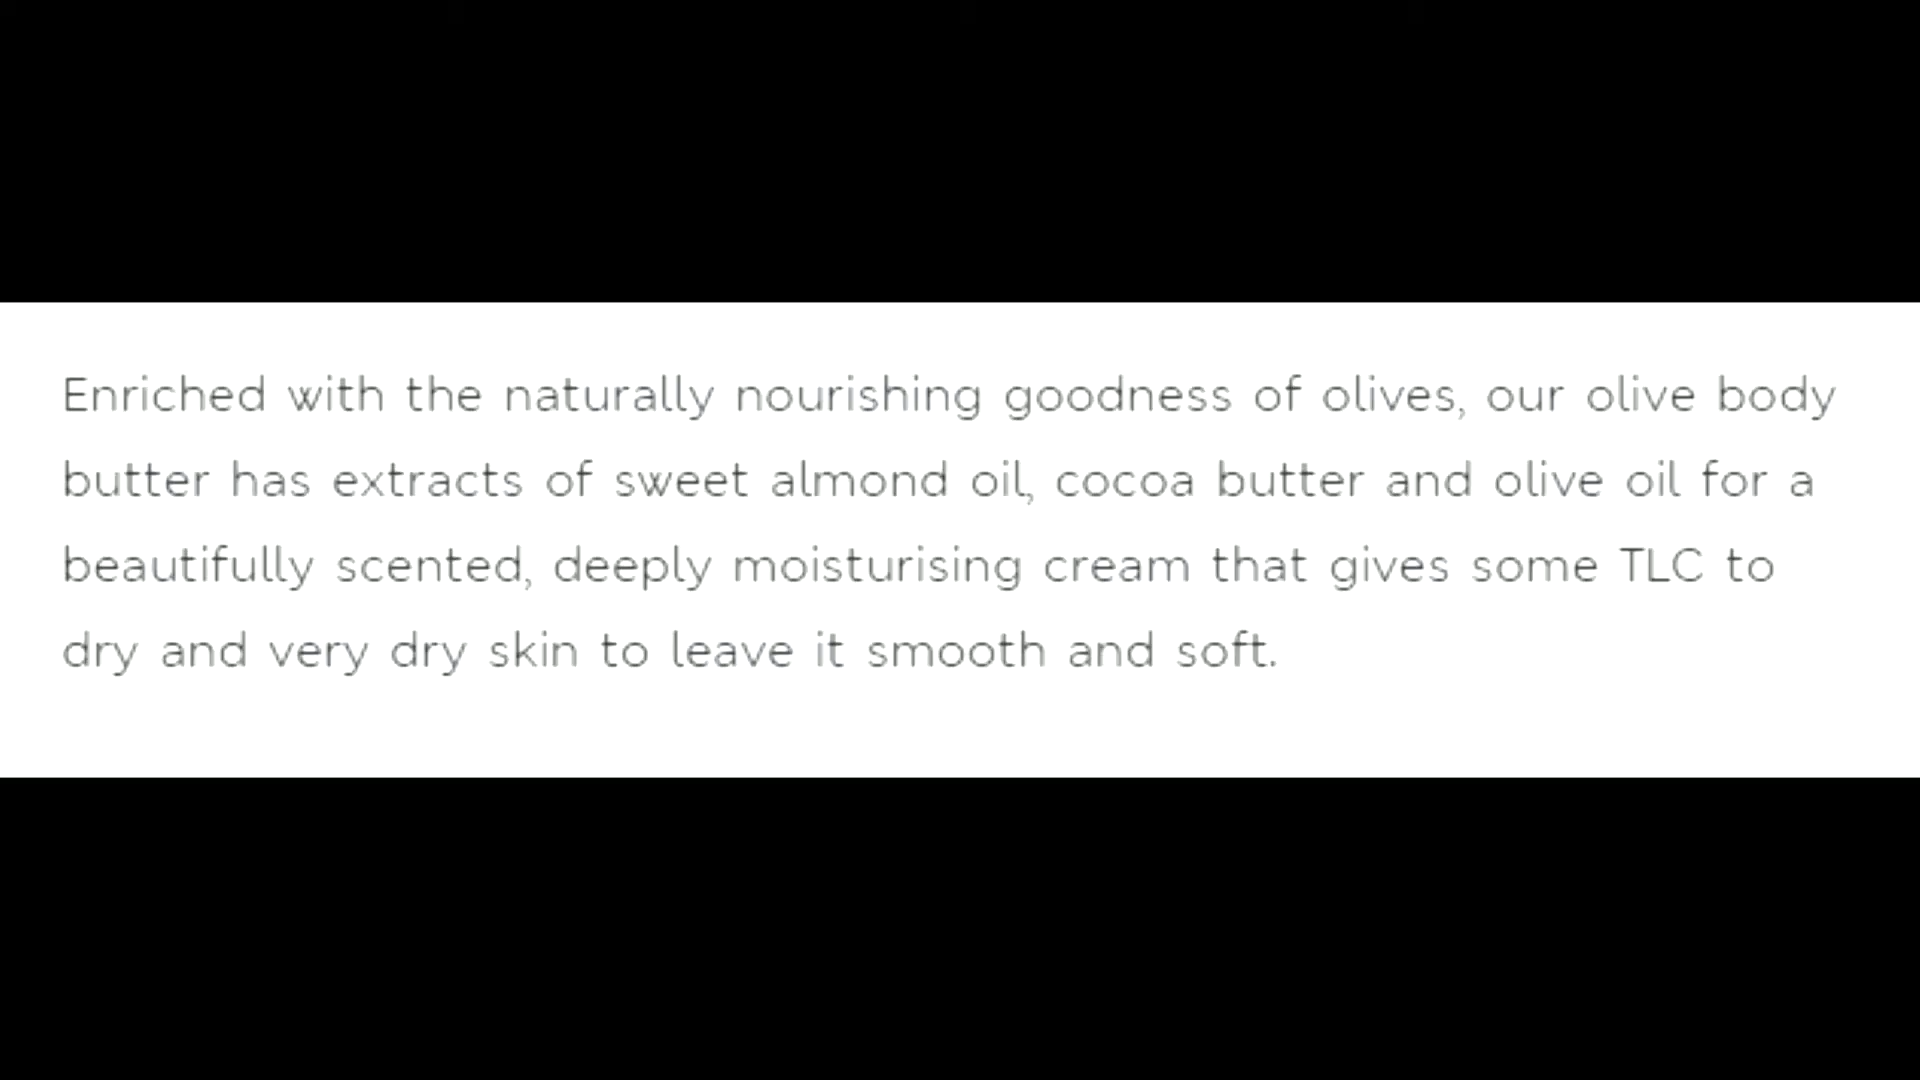 Enriched with the naturally nourishing goodness of olives, our olive body
butter has extracts of sweet almond oil, cocoa butter and olive oil for a
beautifully scented, deeply moisturising cream that gives some TLC to
dry and very dry skin to leave it smooth and soft.